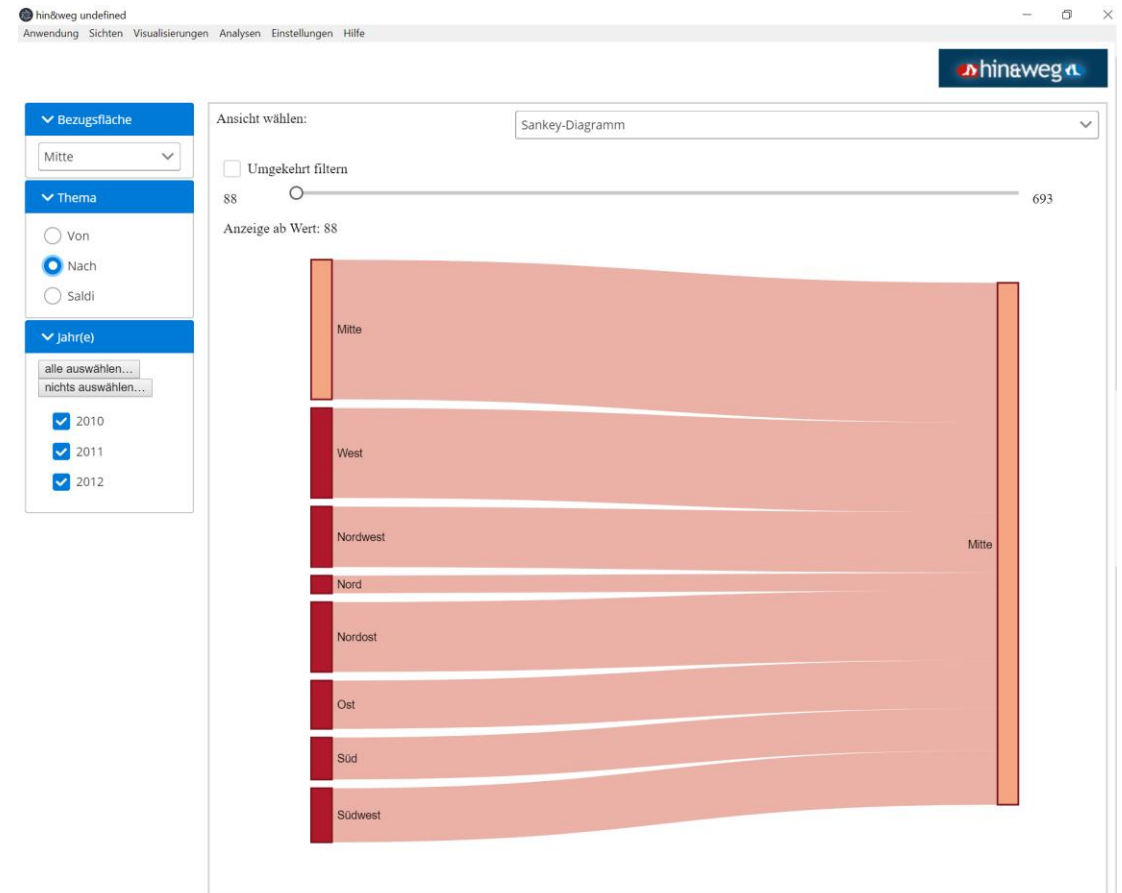 hin&weg undefined
Anwendung Sichten Visualisierungen Analysen Einstellungen Hilfe
hin&weg
Bezugsfläche
Mitte
Thema
Von
Nach
Saldi
Jahr(e)
alle auswählen...
nichts auswählen...
2010
2011
2012
Ansicht wählen:
Sankey-Diagramm
Umgekehrt filtern
88
693
Anzeige ab Wert: 88
Mitte
West
Nordwest
Nord
Nordost
Ost
Süd
Südwest
Mitte